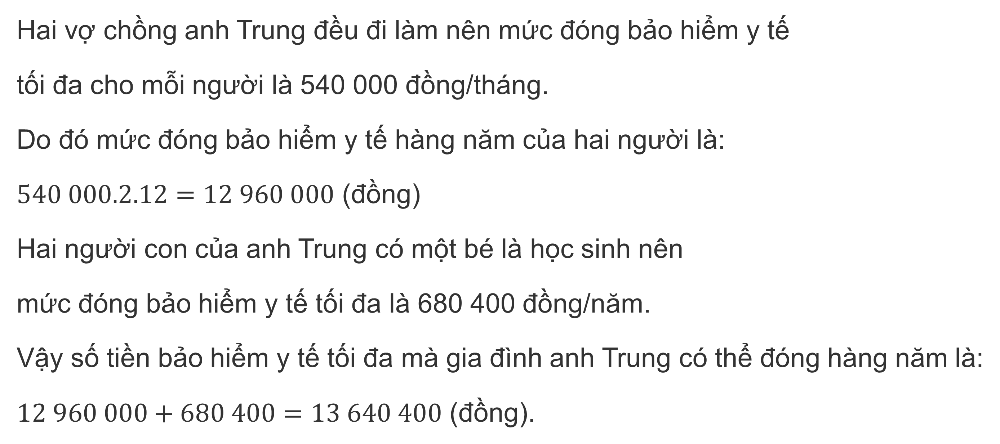 Hai vợ chồng anh Trung đều đi làm nên mức đóng bảo hiểm y tế
tối đa cho mỗi người là 540 000 đồng/tháng.
Do đó mức đóng bảo hiểm y tế hàng năm của hai người là:
540 000.2.12 = 12 960 000 (đồng)
Hai người con của anh Trung có một bé là học sinh nên
mức đóng bảo hiểm y tế tối đa là 680 400 đồng/năm.
Vậy số tiền bảo hiểm y tế tối đa mà gia đình anh Trung có thể đóng hàng năm là:
12 960 000 + 680 400 = 13 640 400 (đồng).